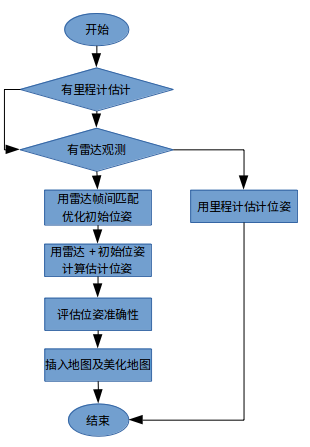 开始
有里程计估计
有雷达观测
用雷达帧间匹配
优化初始位姿
用里程计估计位姿
用雷达 +初始位姿
计算估计位姿
评估位姿准确性
插入地图及美化地图
结束